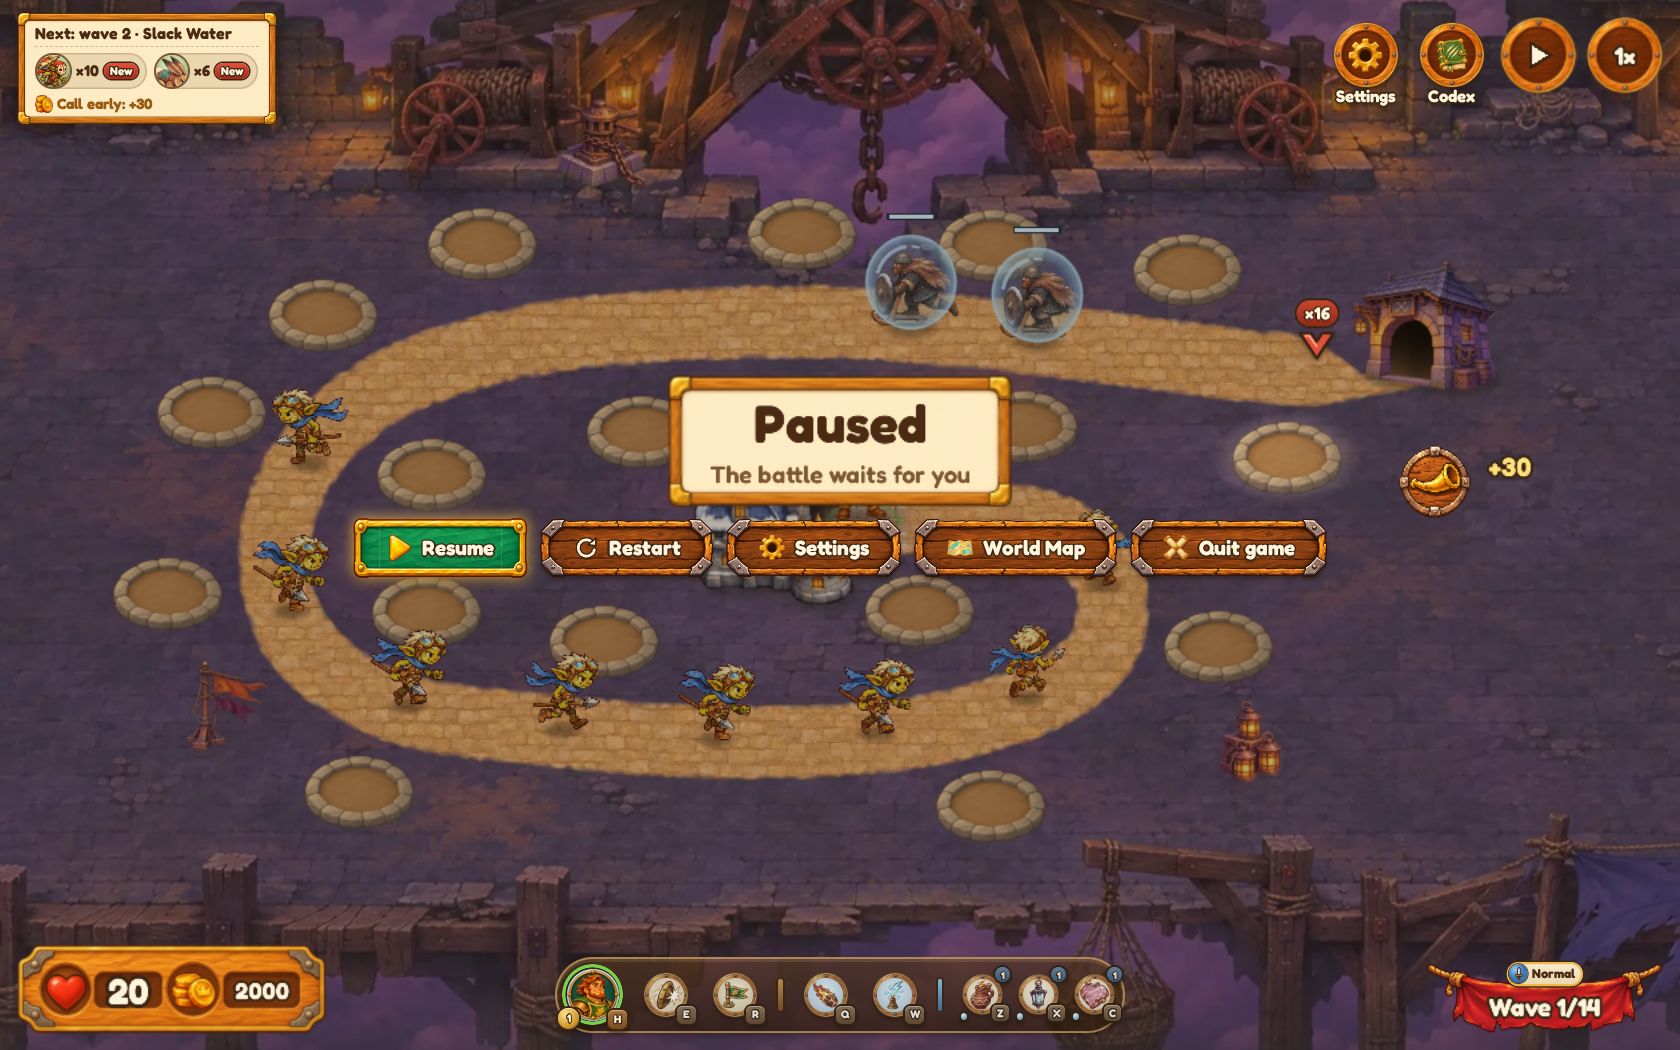 Next: wave 2 · Slack Water
x10 New x6 New
Call early: +30
Settings
Codex
1x
x16
Paused
The battle waits for you
+30
Resume
Restart
Settings
World Map
Quit game
20
2000
1
H
E
R
Q
W
1
Z
1
X
1
C
Normal
Wave 1/14